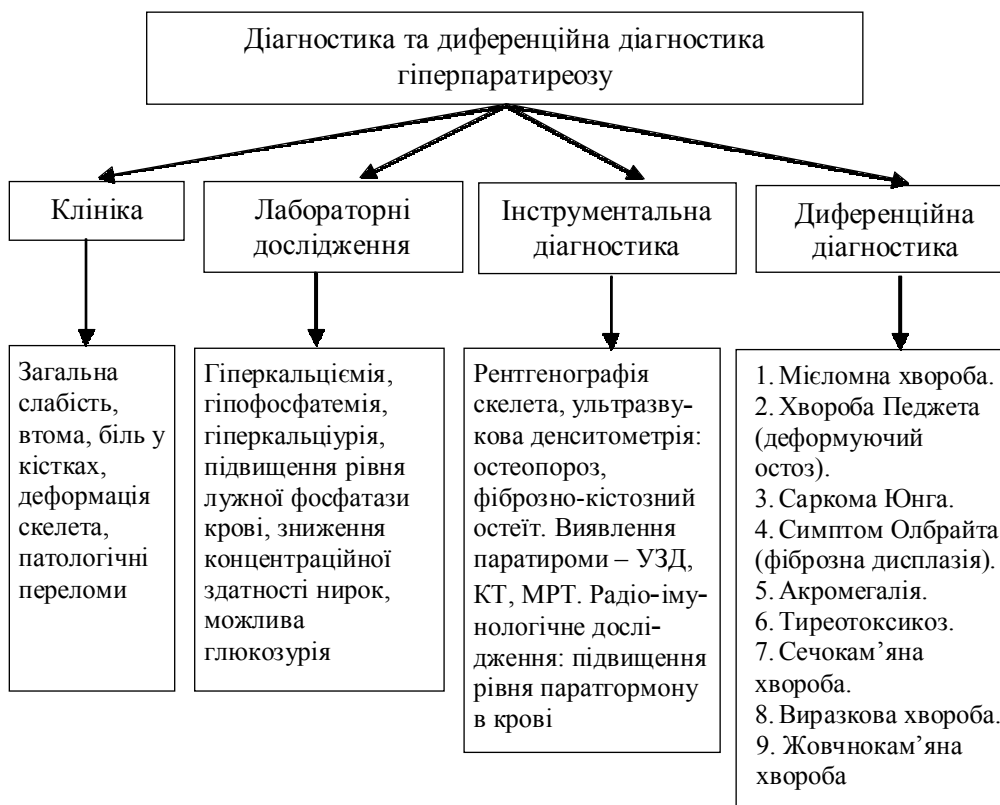 Діагностика та диференційна діагностика
гіперпаратиреозу
Клініка
Лабораторні
дослідження
Інструментальна
діагностика
Диференційна
діагностика
Загальна
слабість,
втома, біль у
кістках,
деформація
скелета,
патологічні
переломи
Гіперкальціємія,
гіпофосфатемія,
гіперкальціурія,
підвищення рівня
лужної фосфатази
крові, зниження
концентраційної
здатності нирок,
можлива
глюкозурія
Рентгенографія
скелета, ультразву-
кова денситометрія:
остеопороз,
фіброзно-кістозний
остеїт. Виявлення
паратироми – УЗД,
КТ, МРТ. Радіо-іму-
нологічне дослі-
дження: підвищення
рівня паратгормону
в крові
1. Мієломна хвороба.
2. Хвороба Педжета
(деформуючий
остоз).
3. Саркома Юнга.
4. Симптом Олбрайта
(фіброзна дисплазія).
5. Акромегалія.
6. Тиреотоксикоз.
7. Сечокам’яна
хвороба.
8. Виразкова хвороба.
9. Жовчнокам’яна
хвороба